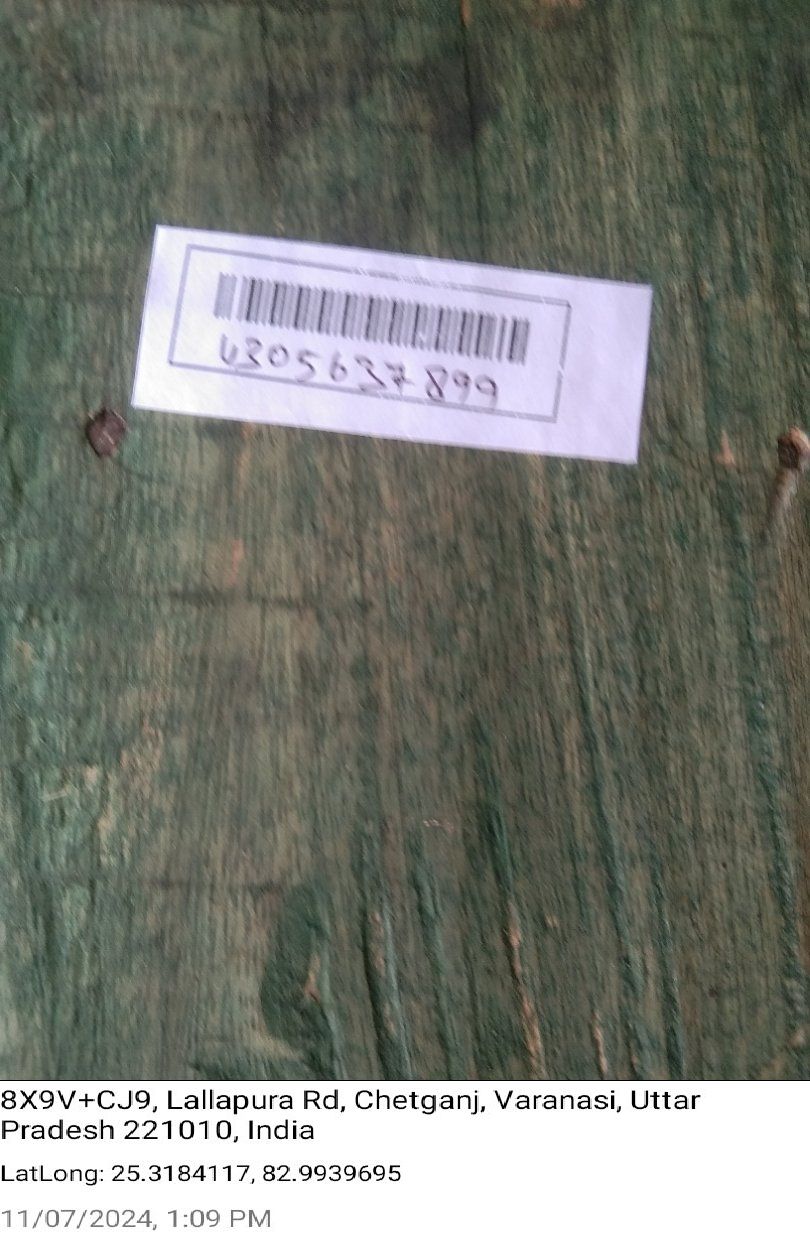 6305637899
8X9V+CJ9, Lallapura Rd, Chetganj, Varanasi, Uttar
Pradesh 221010, India
LatLong: 25.3184117, 82.9939695
11/07/2024, 1:09 PM